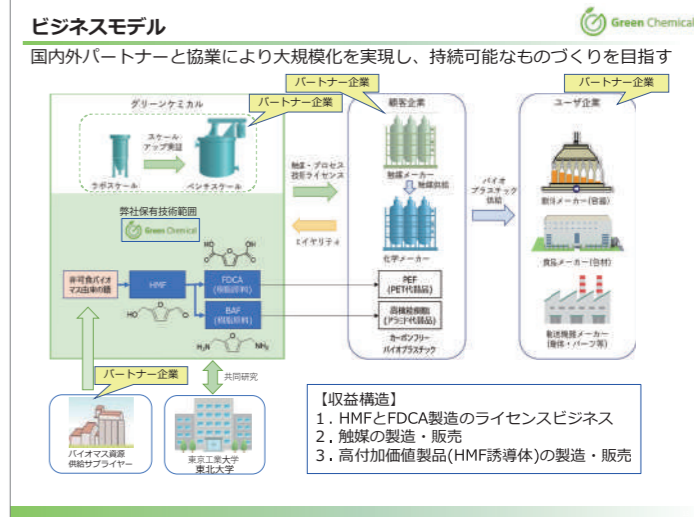 ビジネスモデル
Green Chemical
国内外パートナーと協業により大規模化を実現し、持続可能なものづくりを目指す
パートナー企業
パートナー企業
パートナー企業
グリーンケミカル
顧客企業
ユーザ企業
スケール
アップ実証
ラボスケール
ベンチスケール
触媒・プロセス
技術ライセンス
触媒メーカー
触媒供給
バイオ
プラスチック
供給
飲料メーカー(容器)
弊社保有技術範囲
Green Chemical
ロイヤリティ
化学メーカー
食品メーカー(包材)
HO
O
O
OH
非可食バイオ
マス由来の糖
HMF
FDCA
(樹脂原料)
PEF
(PET代替品)
HO
O
BAF
(樹脂原料)
高機能樹脂
(アラミド代替品)
H₂N
O
NH₂
カーボンフリー
バイオプラスチック
輸送機器メーカー
(躯体・パーツ等)
パートナー企業
共同研究
バイオマス資源
供給サプライヤー
東京工業大学
東北大学
【収益構造】
1．HMFとFDCA製造のライセンスビジネス
2．触媒の製造・販売
3．高付加価値製品(HMF誘導体)の製造・販売